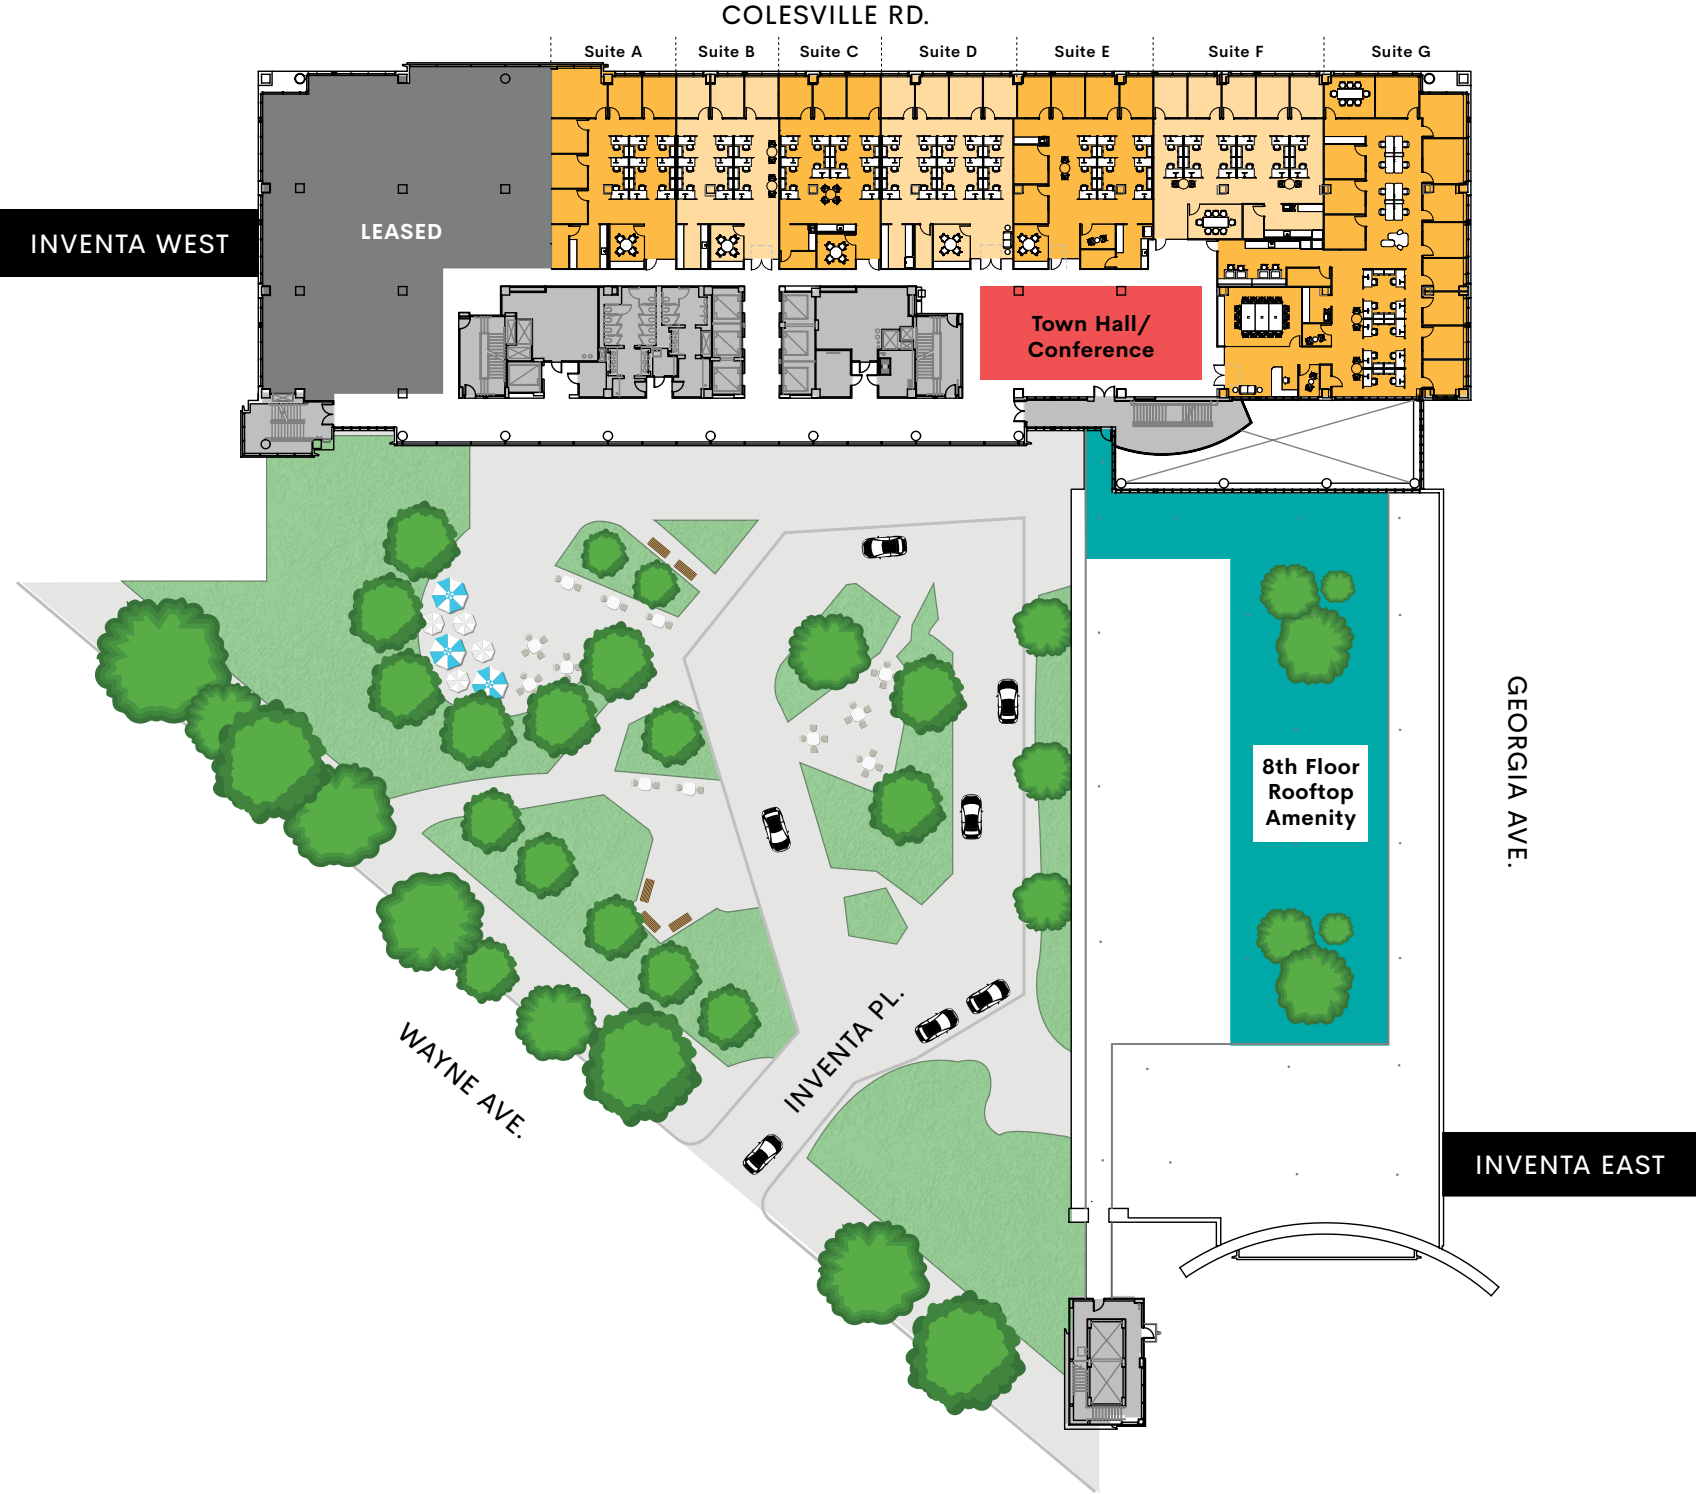 COLESVILLE RD.
Suite A
Suite B
Suite C
Suite D
Suite E
Suite F
Suite G
LEASED
INVENTA WEST
Town Hall/
Conference
8th Floor
Rooftop
Amenity
GEORGIA AVE.
INVENTA PL.
WAYNE AVE.
INVENTA EAST